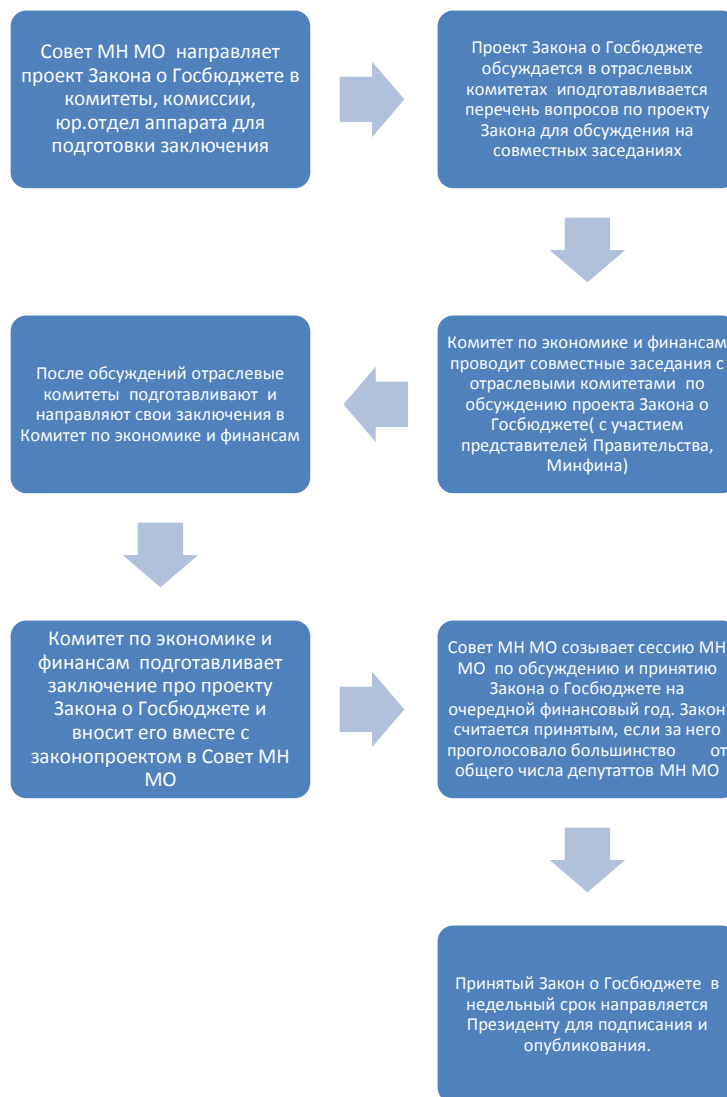 Совет МН МО направляет
проект Закона о Госбюджете в
комитеты, комиссии,
юр.отдел аппарата для
подготовки заключения
Проект Закона о Госбюджете
обсуждается в отраслевых
комитетах иподготавливается
перечень вопросов по проекту
Закона для обсуждения на
совместных заседаниях
Комитет по экономике и финансам
проводит совместные заседания с
отраслевыми комитетами по
обсуждению проекта Закона о
Госбюджете( с участием
представителей Правительства,
Минфина)
После обсуждений отраслевые
комитеты подготавливают и
направляют свои заключения в
Комитет по экономике и финансам
Комитет по экономике и
финансам подготавливает
заключение про проекту
Закона о Госбюджете и
вносит его вместе с
законопроектом в Совет МН
МО
Совет МН МО созывает сессию МН
МО по обсуждению и принятию
Закона о Госбюджете на
очередной финансовый год. Закон
считается принятым, если за него
проголосовало большинство от
общего числа депутаттов МН МО
Принятый Закон о Госбюджете в
недельный срок направляется
Президенту для подписания и
опубликования.